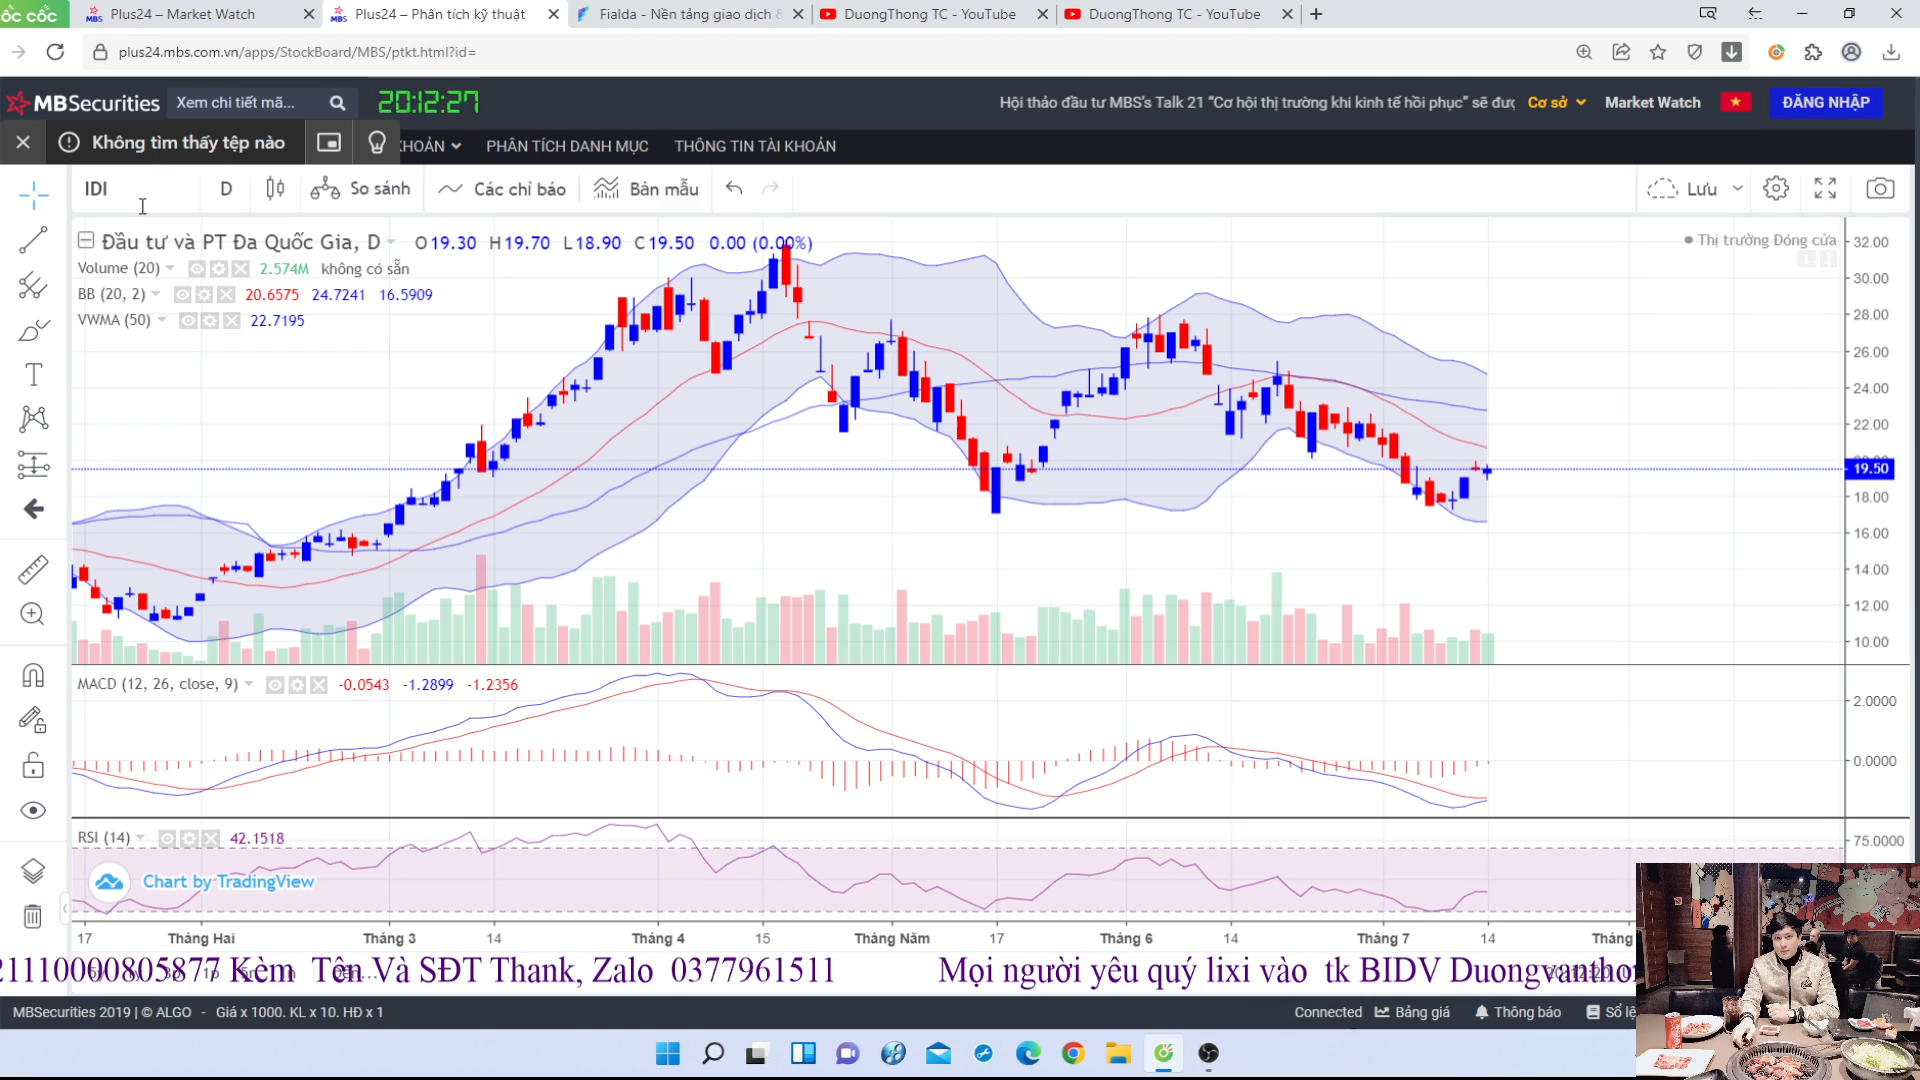 ốc cốc
Plus24 – Market Watch
Plus24 – Phân tích kỹ thuật
Fialda - Nền tảng giao dịch &
DuongThong TC - YouTube
DuongThong TC - YouTube
plus24.mbs.com.vn/apps/StockBoard/MBS/ptkt.html?id=
MBSecurities
Xem chi tiết mã...
20:12:27
Hội thảo đầu tư MBS's Talk 21 "Cơ hội thị trường khi kinh tế hồi phục" sẽ
Cơ sở
Market Watch
ĐĂNG NHẬP
Không tìm thấy tệp nào
KHOẢN
PHÂN TÍCH DANH MỤC
THÔNG TIN TÀI KHOẢN
IDI
D
So sánh
Các chỉ báo
Bản mẫu
Lưu
Đầu tư và PT Đa Quốc Gia, D
O19.30 H19.70 L18.90 C19.50 0.00 (0.00%)
Thị trường Đóng cửa
Volume (20)
2.574M không có sẵn
BB (20, 2)
20.6575 24.7241 16.5909
VWMA (50)
22.7195
32.00
30.00
28.00
26.00
24.00
22.00
19.50
18.00
16.00
14.00
12.00
10.00
MACD (12, 26, close, 9)
-0.0543 -1.2899 -1.2356
2.0000
0.0000
RSI (14)
42.1518
75.0000
Chart by TradingView
17
Tháng Hai
Tháng 3
14
Tháng 4
15
Tháng Năm
17
Tháng 6
14
Tháng 7
14
Tháng
21110000805877 Kèm Tên Và SĐT Thank, Zalo 0377961511
Mọi người yêu quý lixi vào tk BIDV
MBSecurities 2019 | © ALGO - Giá x 1000. KL x 10. HĐ x 1
Connected
Bảng giá
Thông báo
Sổ